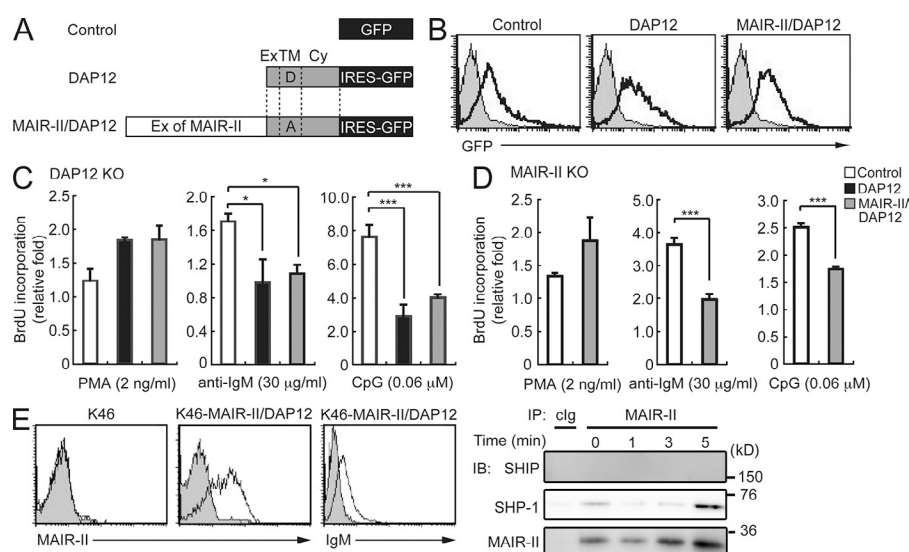 A
Control
GFP
Ex TM Cy
DAP12
D
IRES-GFP
MAIR-II/DAP12
Ex of MAIR-II
A
IRES-GFP
B
Control
DAP12
MAIR-II/DAP12
GFP
C
DAP12 KO
BrdU incorporation
(relative fold)
2.5
2.0
1.5
1.0
0.5
0
PMA (2 ng/ml)
2.0
1.6
1.2
0.8
0.4
0
*
*
anti-IgM (30 μg/ml)
10.0
8.0
6.0
4.0
2.0
0
***
***
CpG (0.06 μM)
D
MAIR-II KO
Control
DAP12
MAIR-II/
DAP12
BrdU incorporation
(relative fold)
2.5
2.0
1.5
1.0
0.5
0
PMA (2 ng/ml)
5.0
4.0
3.0
2.0
1.0
0
***
anti-IgM (30 μg/ml)
3.0
2.5
2.0
1.5
1.0
0.5
0
***
CpG (0.06 μM)
E
K46
K46-MAIR-II/DAP12
K46-MAIR-II/DAP12
MAIR-II
IgM
IP: cIg MAIR-II
Time (min) 0 1 3 5 (kD)
IB: SHIP
150
SHP-1
76
MAIR-II
36